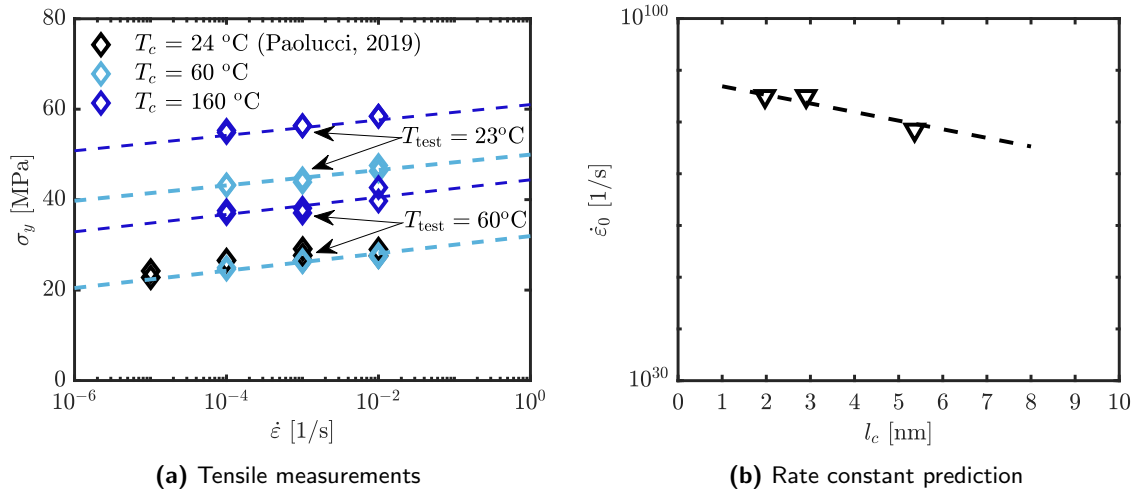 80
60
40
20
0
σ_y [MPa]
T_c = 24 °C (Paolucci, 2019)
T_c = 60 °C
T_c = 160 °C
T_test = 23°C
T_test = 60°C
10^−6
10^−4
10^−2
10^0
ε̇ [1/s]
(a) Tensile measurements
10^100
10^30
ε̇_0 [1/s]
0 1 2 3 4 5 6 7 8 9 10
l_c [nm]
(b) Rate constant prediction